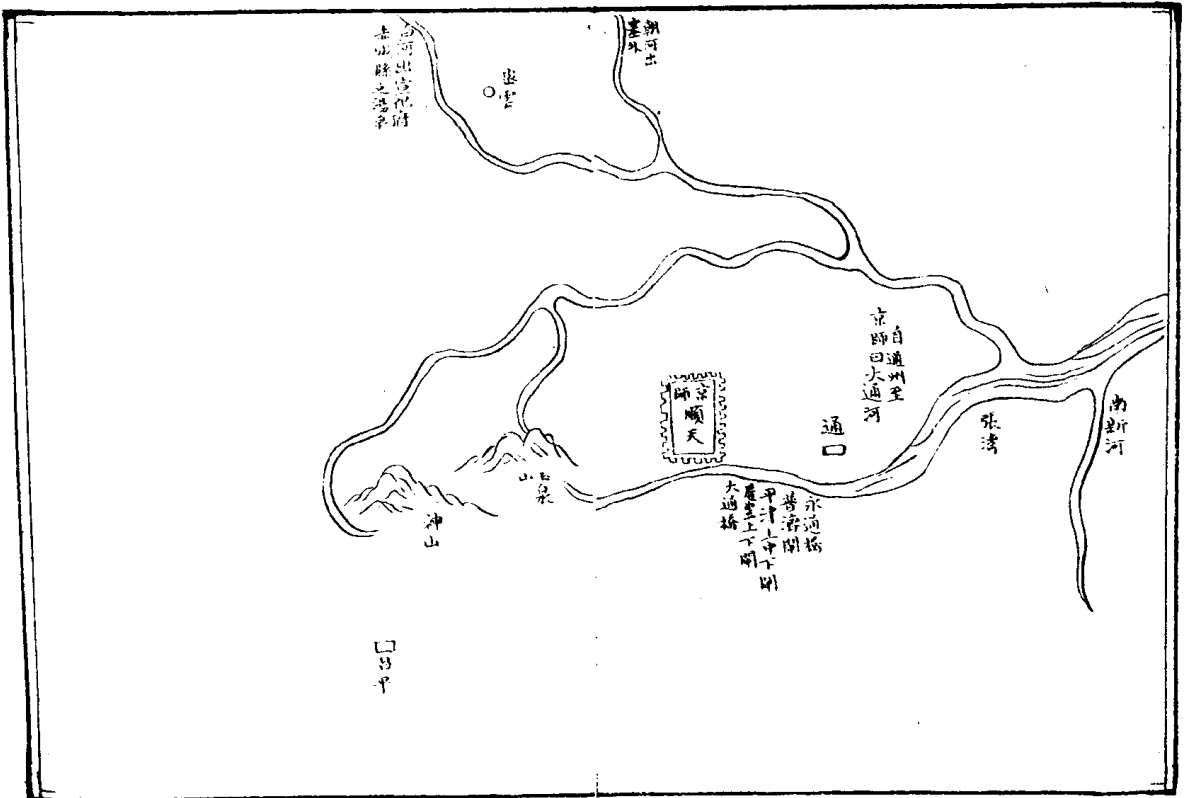 朝河出
塞外
密雲
白河出宣化府
赤城縣之湯泉
南新河
張灣
自通州至
京師曰大通河
通
京師
順天
永通橋
普濟閘
平津上中下閘
慶豐上下閘
大通橋
玉泉山
神山
昌平